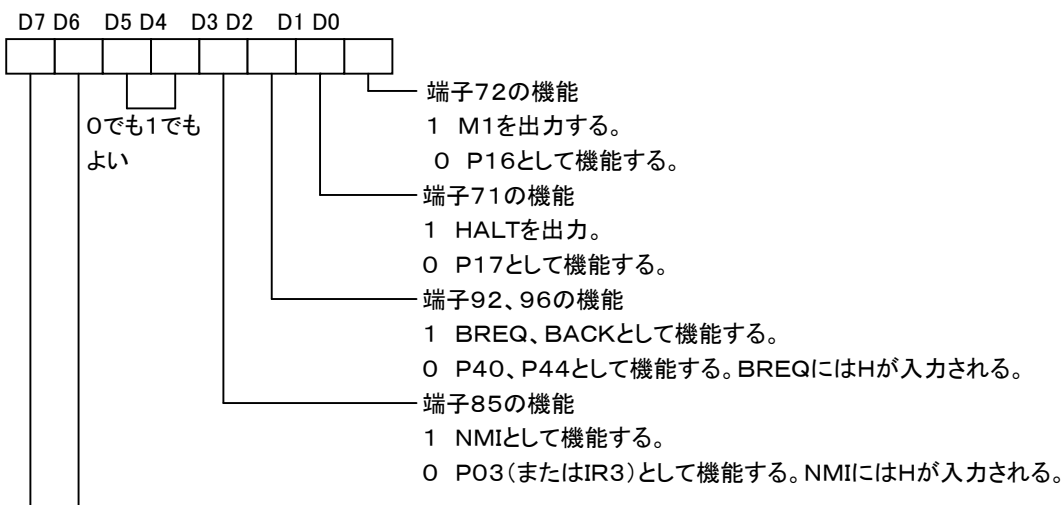 D7 D6 D5 D4 D3 D2 D1 D0
端子72の機能
0でも1でも
よい
1 M1を出力する。
0 P16として機能する。
端子71の機能
1 HALTを出力。
0 P17として機能する。
端子92、96の機能
1 BREQ、BACKとして機能する。
0 P40、P44として機能する。BREQにはHが入力される。
端子85の機能
1 NMIとして機能する。
0 P03(またはIR3)として機能する。NMIにはHが入力される。